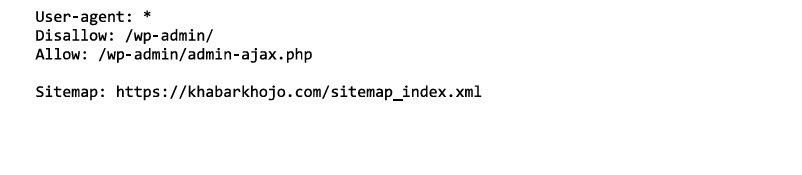 User-agent: *
Disallow: /wp-admin/
Allow: /wp-admin/admin-ajax.php

Sitemap: https://khabarkhojo.com/sitemap_index.xml